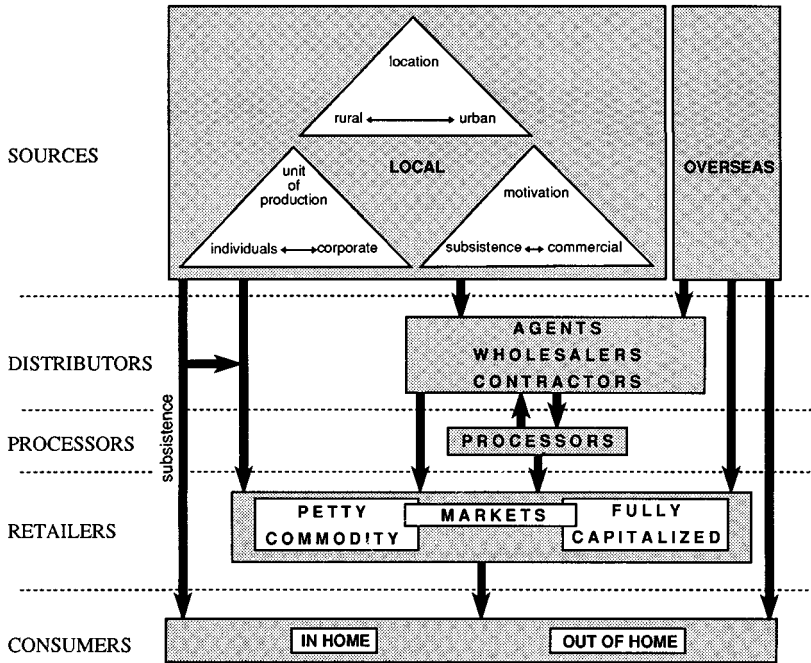 location
rural urban
SOURCES
LOCAL
OVERSEAS
unit
of
production
individuals corporate
motivation
subsistence commercial
AGENTS
WHOLESALERS
CONTRACTORS
DISTRIBUTORS
subsistence
PROCESSORS
PROCESSORS
RETAILERS
PETTY
COMMODITY
MARKETS
FULLY
CAPITALIZED
CONSUMERS
IN HOME
OUT OF HOME